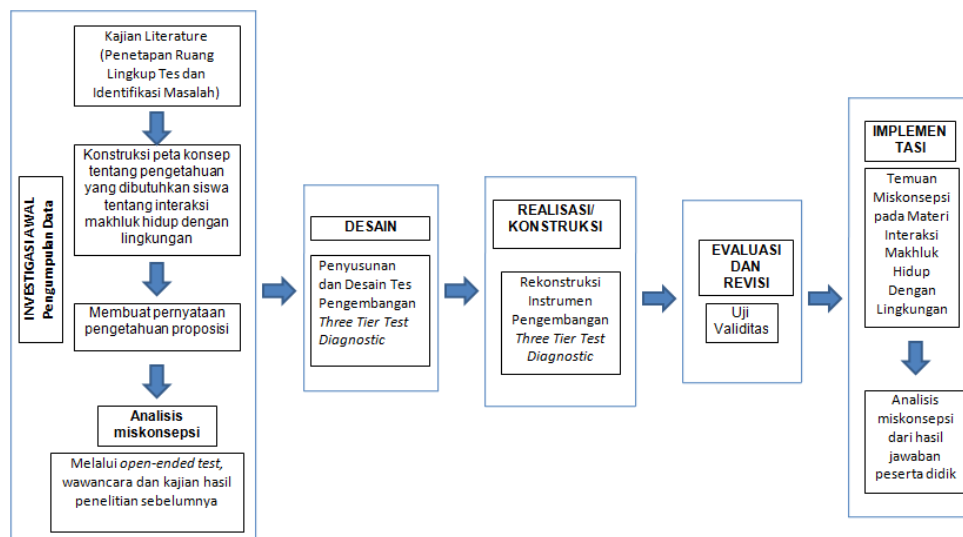 Kajian Literature
(Penetapan Ruang
Lingkup Tes dan
Identifikasi Masalah)
INVESTIGASI AWAL
Pengumpulan Data
Konstruksi peta konsep
tentang pengetahuan
yang dibutuhkan siswa
tentang interaksi
makhluk hidup dengan
lingkungan
Membuat pernyataan
pengetahuan proposisi
Analisis
miskonsepsi
Melalui open-ended test,
wawancara dan kajian hasil
penelitian sebelumnya
DESAIN
Penyusunan
dan Desain Tes
Pengembangan
Three Tier Test
Diagnostic
REALISASI/
KONSTRUKSI
Rekonstruksi
Instrumen
Pengembangan
Three Tier Test
Diagnostic
EVALUASI
DAN
REVISI
Uji
Validitas
IMPLEMEN
TASI
Temuan
Miskonsepsi
pada Materi
Interaksi
Makhluk
Hidup
Dengan
Lingkungan
Analisis
miskonsepsi
dari hasil
jawaban
peserta didik